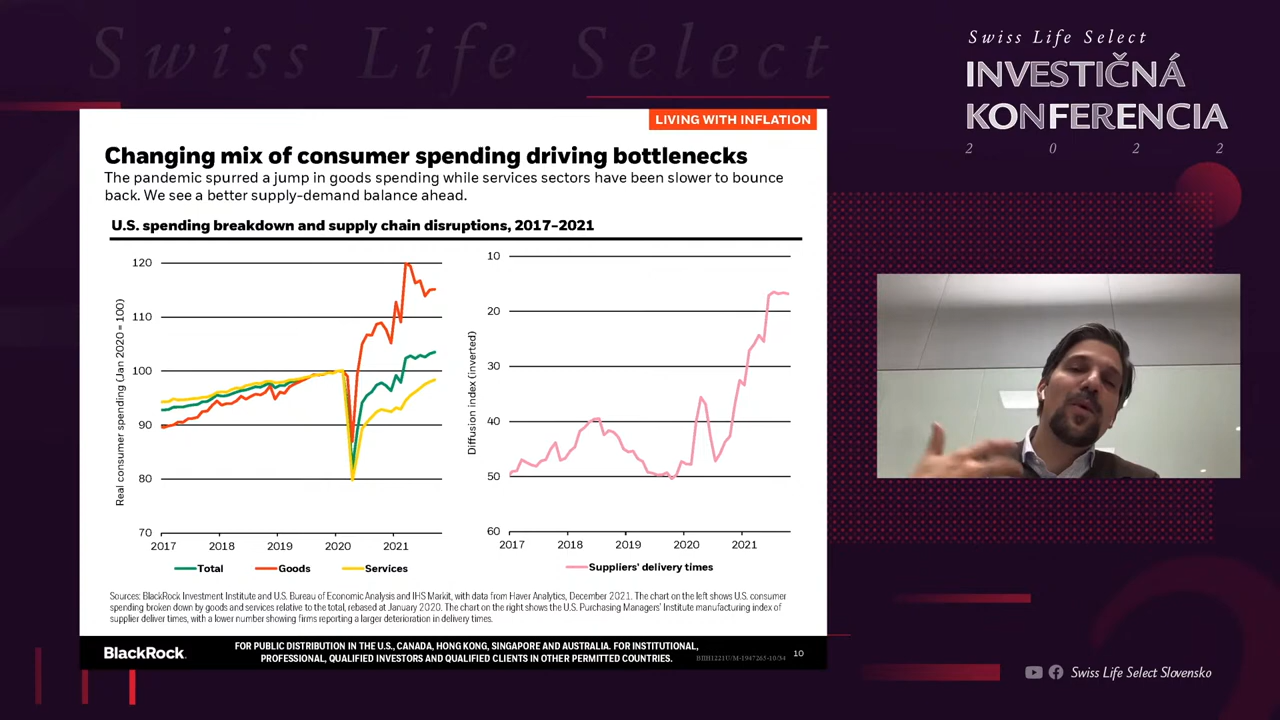 Swiss Life Select
Swiss Life Select
INVESTIČNÁ
KONFERENCIA
2 0 2 2
LIVING WITH INFLATION
Changing mix of consumer spending driving bottlenecks
The pandemic spurred a jump in goods spending while services sectors have been slower to bounce
back. We see a better supply-demand balance ahead.
U.S. spending breakdown and supply chain disruptions, 2017–2021
Real consumer spending (Jan 2020 = 100)
120
110
100
90
80
70
2017 2018 2019 2020 2021
Total Goods Services
Diffusion index (inverted)
10
20
30
40
50
60
2017 2018 2019 2020 2021
Suppliers' delivery times
Sources: BlackRock Investment Institute and U.S. Bureau of Economic Analysis and IHS Markit, with data from Haver Analytics, December 2021. The chart on the left shows U.S. consumer
spending broken down by goods and services relative to the total, rebased at January 2020. The chart on the right shows the U.S. Purchasing Managers' Institute manufacturing index of
supplier deliver times, with a lower number showing firms reporting a larger deterioration in delivery times.
BlackRock.
FOR PUBLIC DISTRIBUTION IN THE U.S., CANADA, HONG KONG, SINGAPORE AND AUSTRALIA. FOR INSTITUTIONAL,
PROFESSIONAL, QUALIFIED INVESTORS AND QUALIFIED CLIENTS IN OTHER PERMITTED COUNTRIES.
BIIH1221U/M-1947265-10/34
10
Swiss Life Select Slovensko